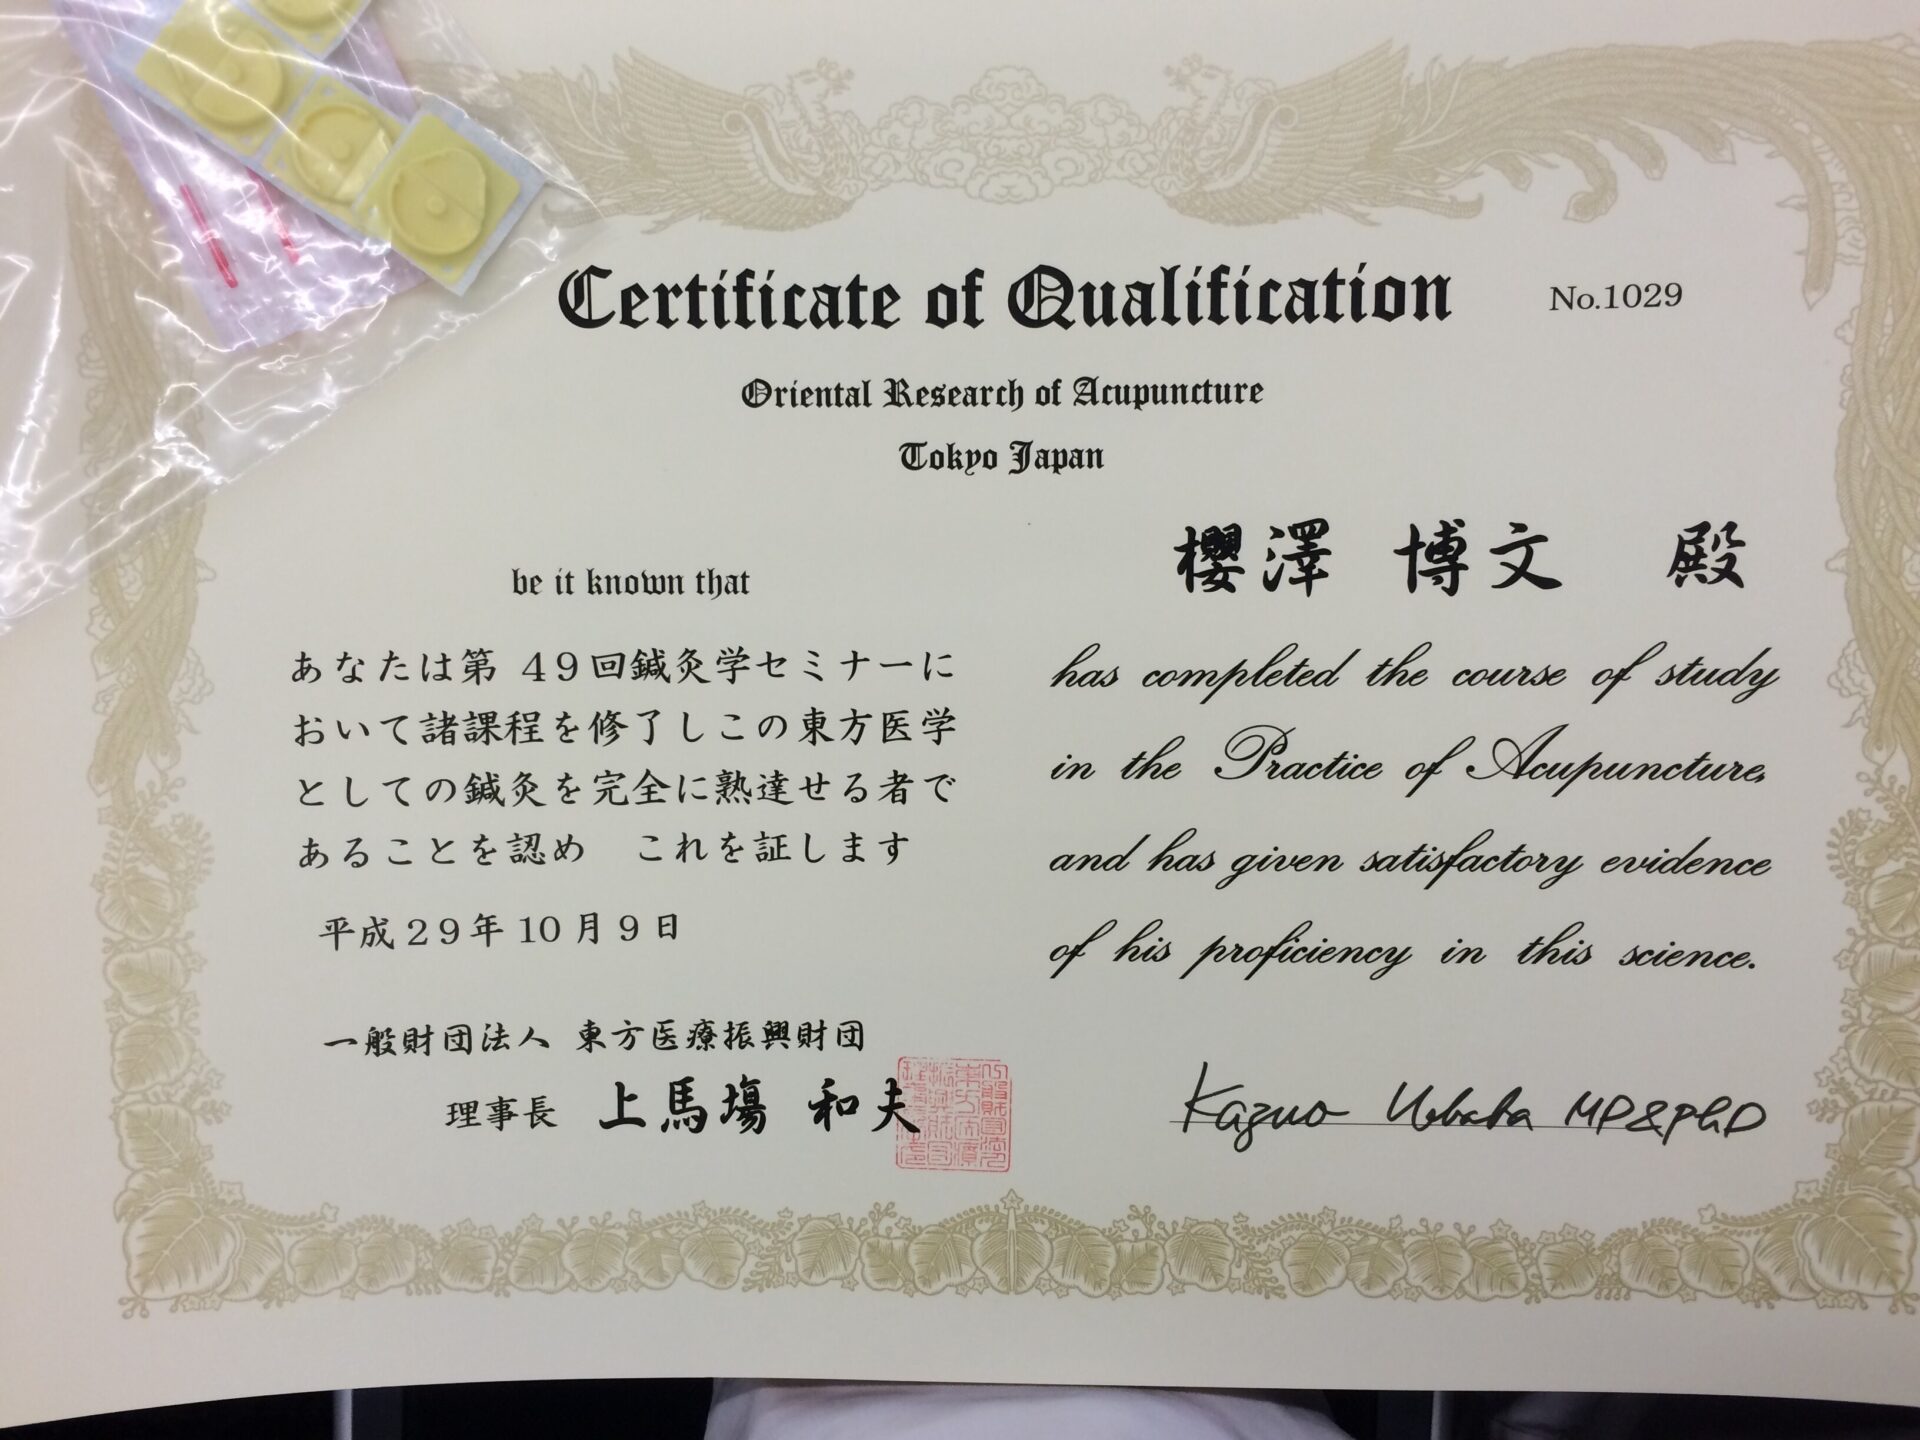 Certificate of Qualification
No.1029
Oriental Research of Acupuncture
Tokyo Japan
櫻澤 博文 殿
be it known that
あなたは第 49回鍼灸学セミナーに
おいて諸課程を修了しこの東方医学
としての鍼灸を完全に熟達せる者で
あることを認め これを証します
平成29年10月9日
has completed the course of study
in the Practice of Acupuncture,
and has given satisfactory evidence
of his proficiency in this science.
一般財団法人 東方医療振興財団
理事長 上馬塲 和夫
Kazuo Uebaba MD&PhD